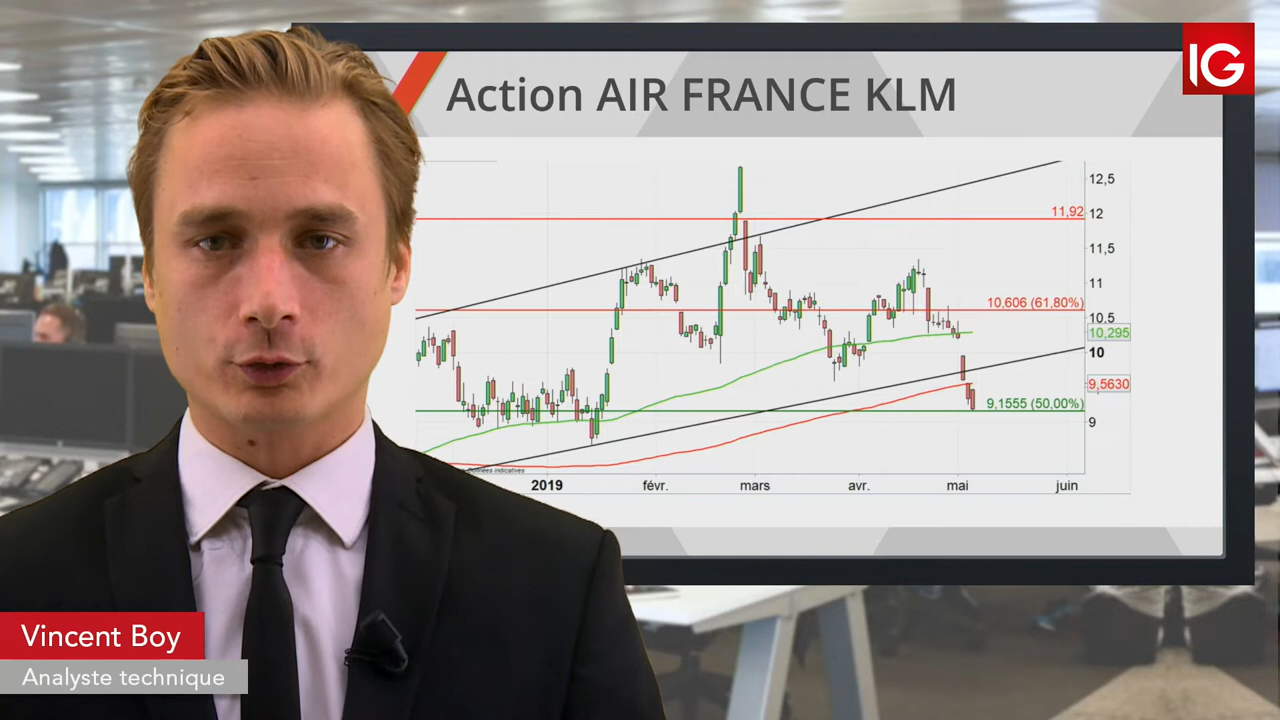 IG
Action AIR FRANCE KLM
12,5
11,92
12
11,5
11
10,606 (61,80%)
10,5
10,295
10
9,5630
9,1555 (50,00%)
9
Données indicatives
2019 févr. mars avr. mai juin
Vincent Boy
Analyste technique